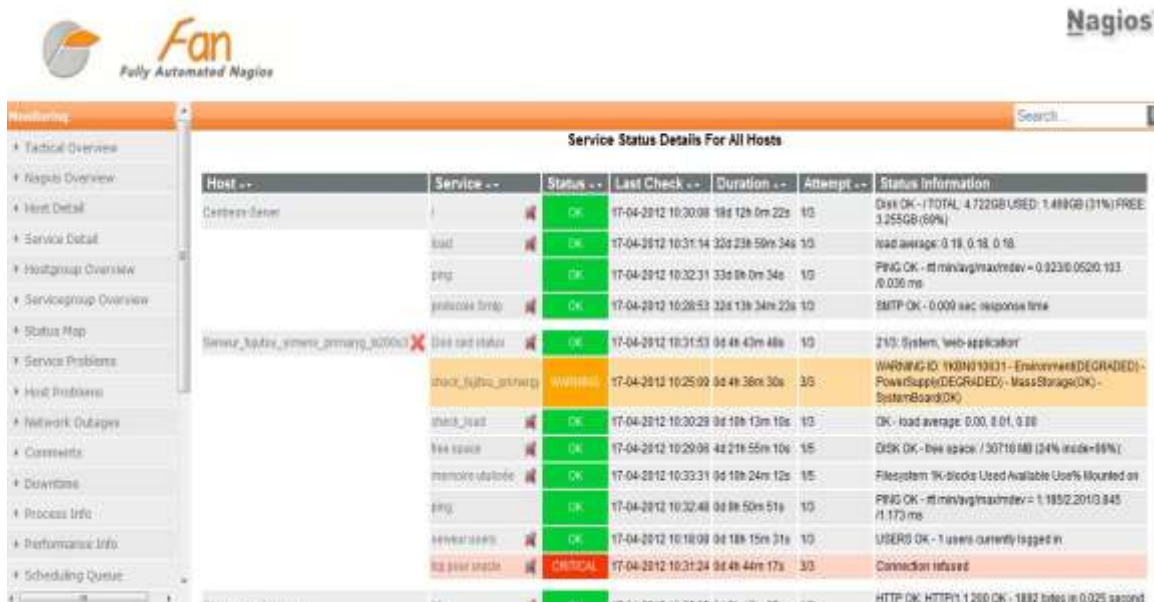 Nagios
Fan
Fully Automated Nagios
Monitoring
Search...
Service Status Details For All Hosts
Tactical Overview
Nagvis Overview
Host Detail
Service Detail
Hostgroup Overview
Servicegroup Overview
Status Map
Service Problems
Host Problems
Network Outages
Comments
Downtime
Process Info
Performance Info
Scheduling Queue
Host Service Status Last Check Duration Attempt Status Information
Centreon-Server / OK 17-04-2012 10:30:08 18d 12h 0m 22s 1/3 Disk OK - / TOTAL: 4.722GB USED: 1.468GB (31%) FREE:
3.255GB (69%)
load OK 17-04-2012 10:31:14 32d 23h 59m 34s 1/3 load average: 0.18, 0.18, 0.18
ping OK 17-04-2012 10:32:31 33d 0h 0m 34s 1/3 PING OK - rtt min/avg/max/mdev = 0.023/0.052/0.103
/0.036 ms
protocole Smtp OK 17-04-2012 10:28:53 32d 13h 34m 23s 1/3 SMTP OK - 0.009 sec. response time
Disk raid status OK 17-04-2012 10:31:53 0d 4h 43m 48s 1/3 21/3: System, 'web-application'
WARNING 17-04-2012 10:25:09 0d 4h 38m 30s 3/3 Environment(DEGRADED) -
PowerSupply(DEGRADED) - MassStorage(OK) -
SystemBoard(OK)
check_load OK 17-04-2012 10:30:29 0d 10h 13m 10s 1/3 OK - load average: 0.00, 0.01, 0.00
free space OK 17-04-2012 10:29:06 4d 21h 55m 10s 1/5 DISK OK - free space: / 30716 MB (24% inode=86%):
OK 17-04-2012 10:33:31 0d 10h 24m 12s 1/5 Filesystem 1K-blocks Used Available Use% Mounted on
ping OK 17-04-2012 10:32:48 0d 8h 50m 51s 1/3 PING OK - rtt min/avg/max/mdev = 1.185/2.201/3.845
/1.173 ms
serveur users OK 17-04-2012 10:18:09 0d 18h 15m 31s 1/3 USERS OK - 1 users currently logged in
CRITICAL 17-04-2012 10:31:24 0d 4h 44m 17s 3/3 Connection refused
HTTP OK: HTTP/1.1 200 OK - 1882 bytes in 0.025 second